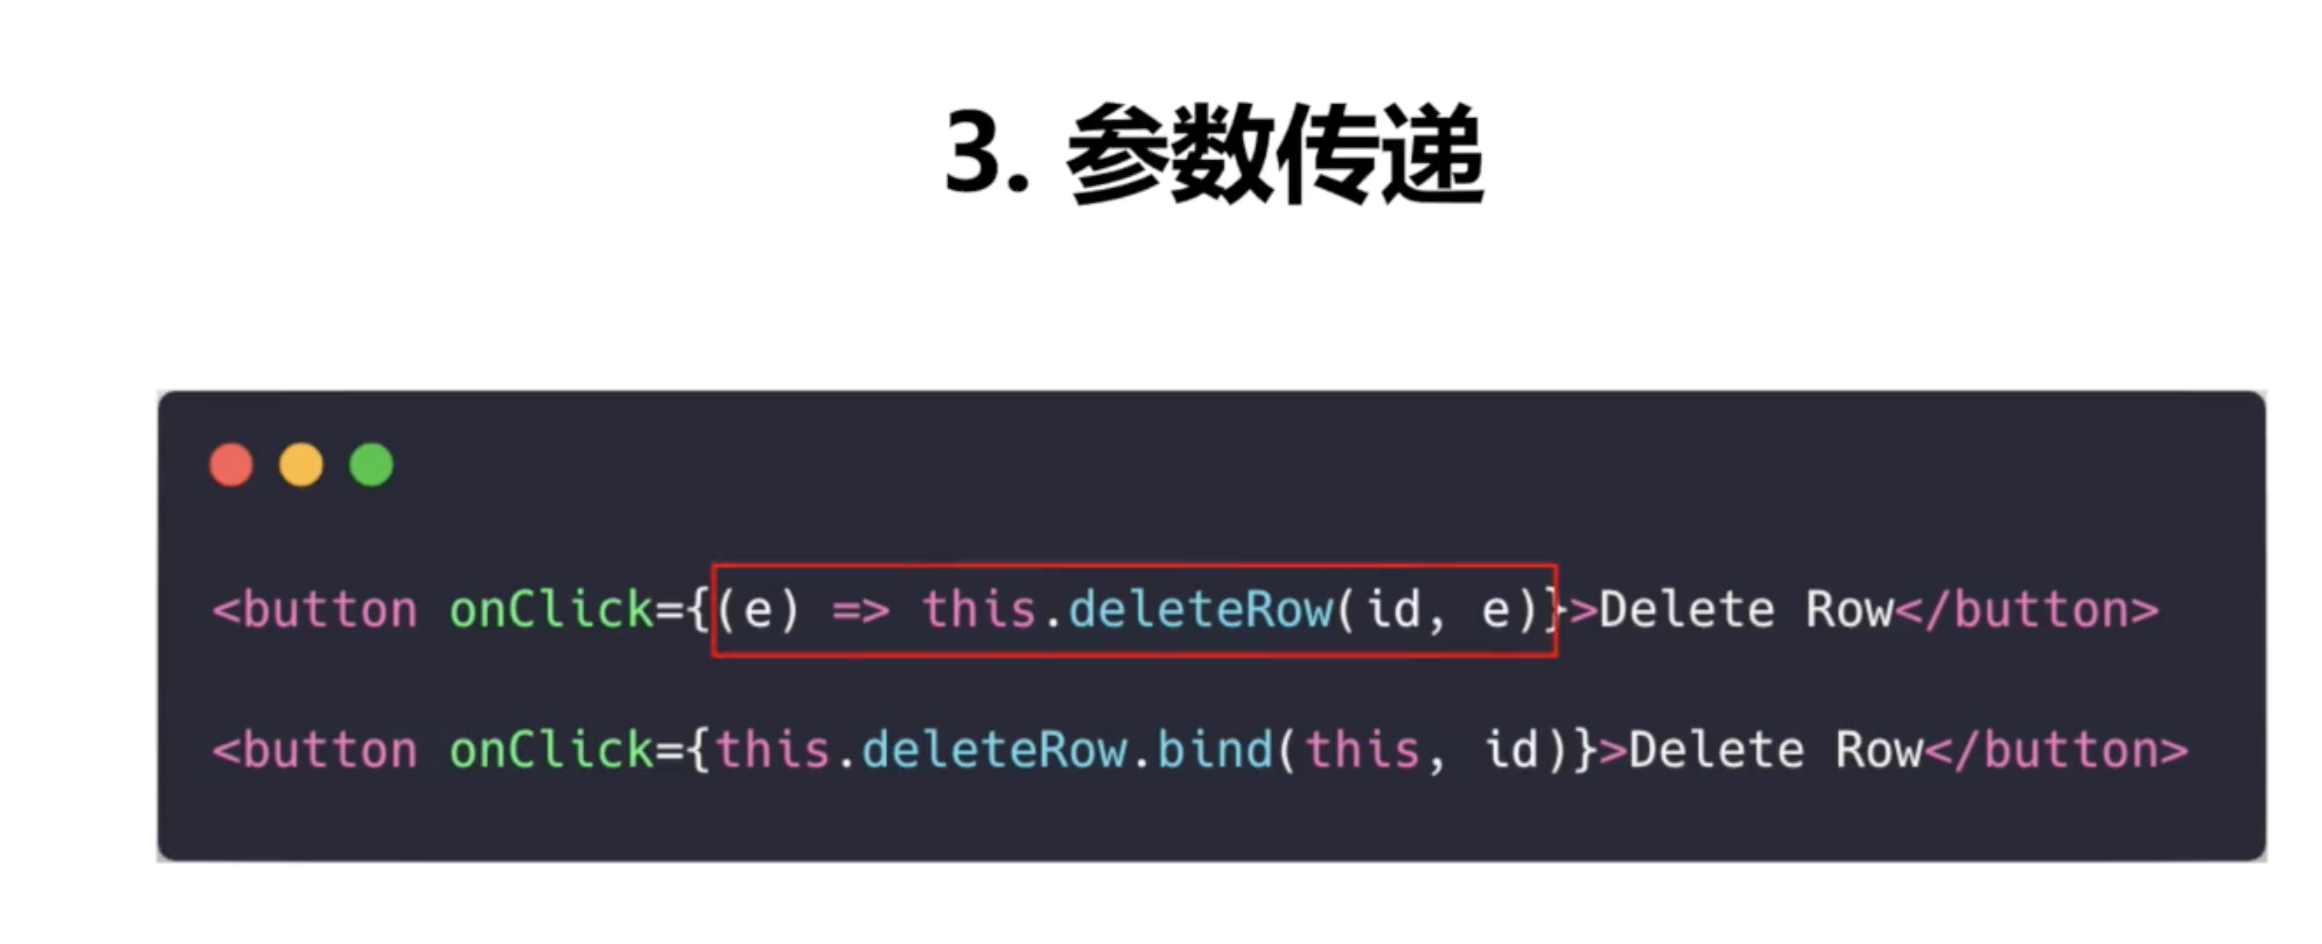 3. 参数传递
<button onClick={(e) => this.deleteRow(id, e)}>Delete Row</button>
<button onClick={this.deleteRow.bind(this, id)}>Delete Row</button>